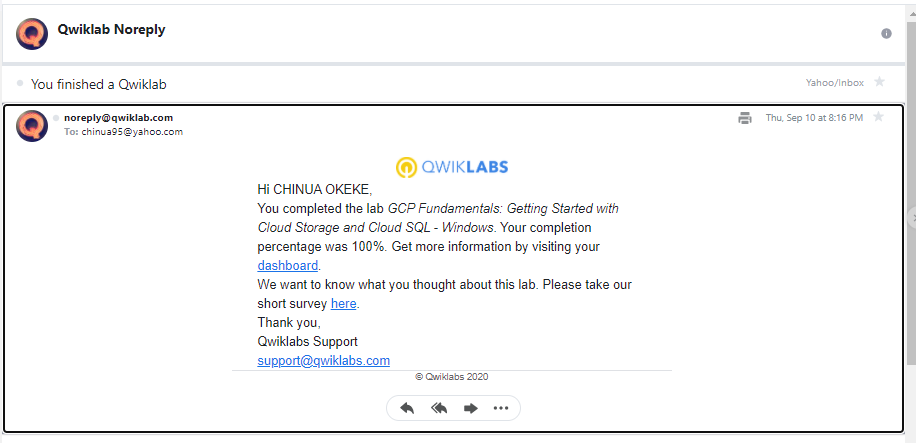 Qwiklab Noreply
You finished a Qwiklab
Yahoo/Inbox
noreply@qwiklab.com
To: chinua95@yahoo.com
Thu, Sep 10 at 8:16 PM
QWIKLABS
Hi CHINUA OKEKE,
You completed the lab GCP Fundamentals: Getting Started with
Cloud Storage and Cloud SQL - Windows. Your completion
percentage was 100%. Get more information by visiting your
dashboard.
We want to know what you thought about this lab. Please take our
short survey here.
Thank you,
Qwiklabs Support
support@qwiklabs.com
© Qwiklabs 2020